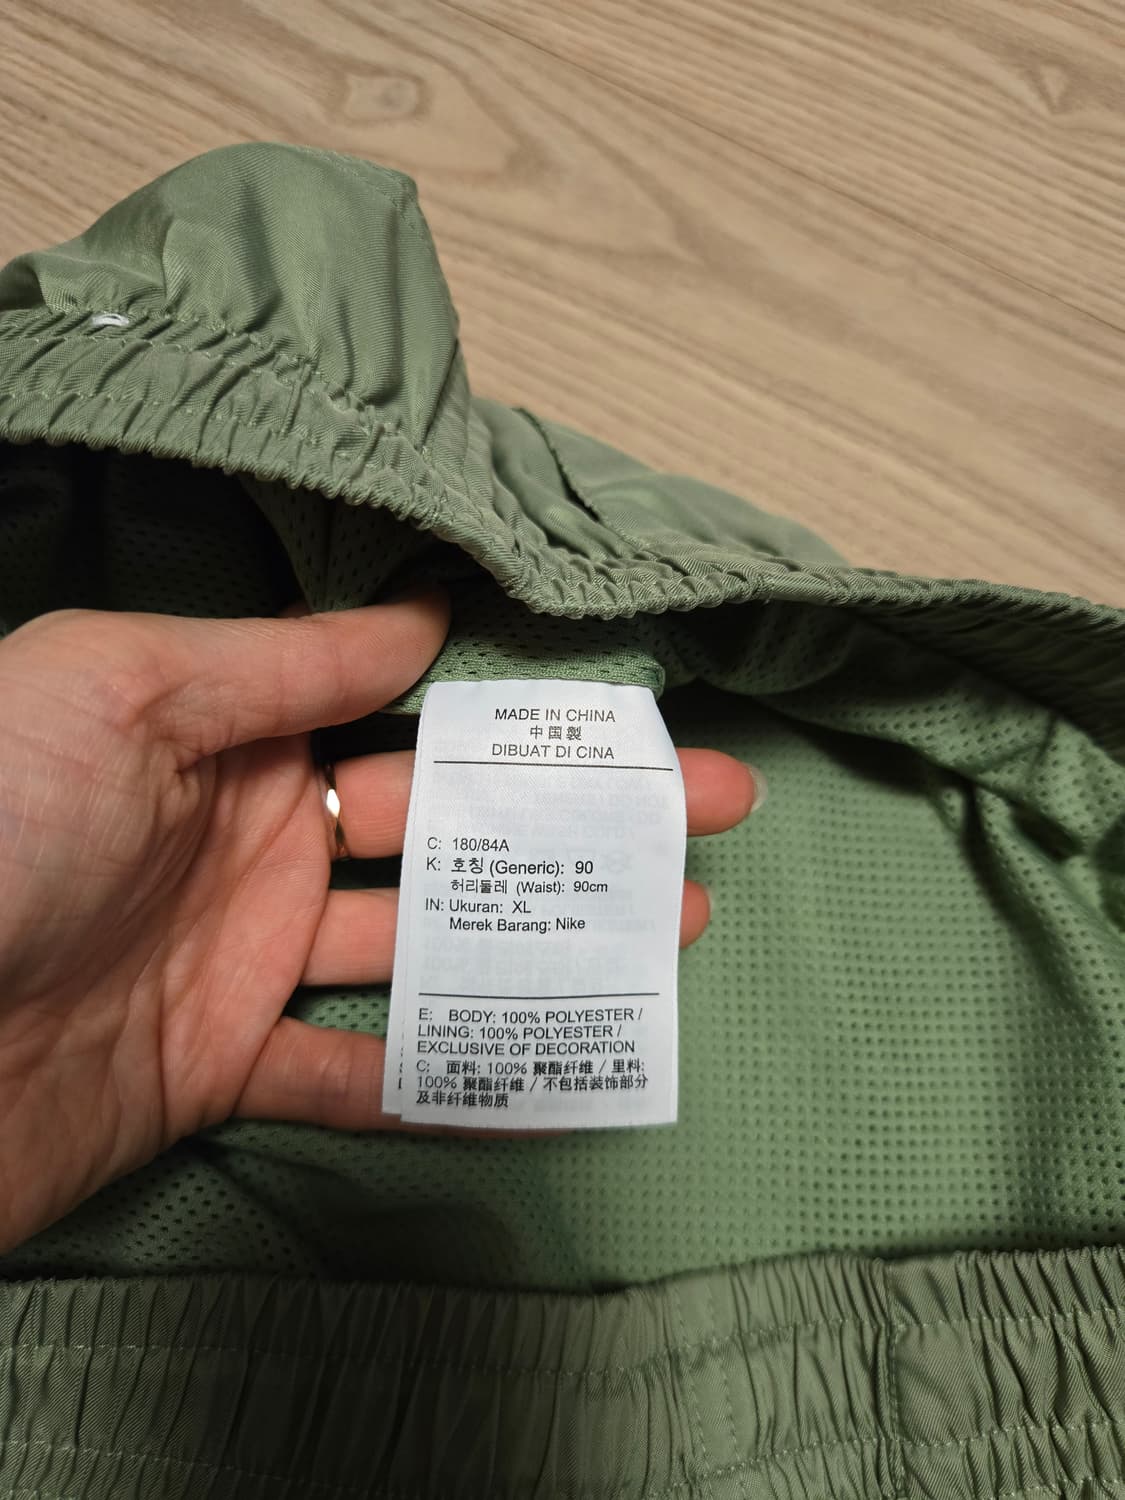 MADE IN CHINA
中国製
DIBUAT DI CINA
C: 180/84A
K: 호칭 (Generic): 90
허리둘레 (Waist): 90cm
IN: Ukuran: XL
Merek Barang: Nike
E: BODY: 100% POLYESTER /
LINING: 100% POLYESTER /
EXCLUSIVE OF DECORATION
C: 面料: 100% 聚酯纤维 / 里料:
100% 聚酯纤维 / 不包括装饰部分
及非纤维物质